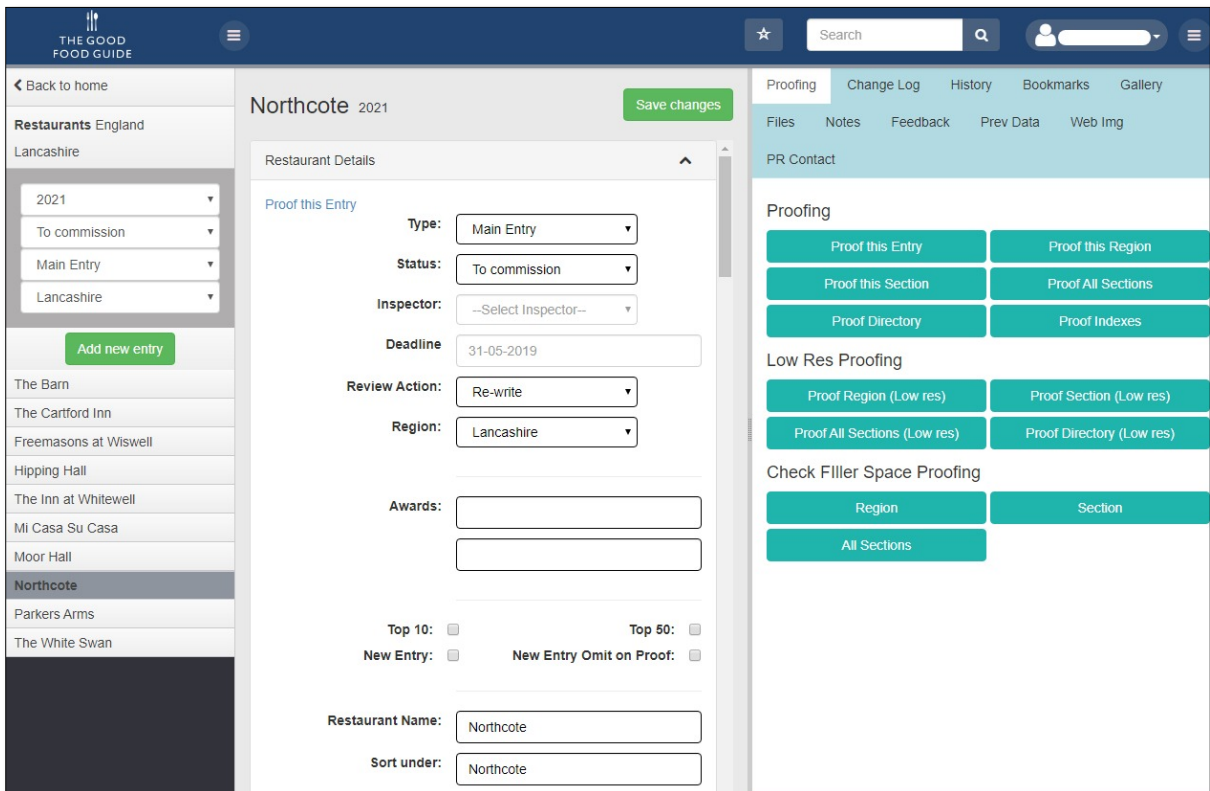 THE GOOD
FOOD GUIDE
Search
Back to home
Restaurants England
Lancashire
2021
To commission
Main Entry
Lancashire
Add new entry
The Barn
The Cartford Inn
Freemasons at Wiswell
Hipping Hall
The Inn at Whitewell
Mi Casa Su Casa
Moor Hall
Northcote
Parkers Arms
The White Swan
Northcote 2021
Save changes
Restaurant Details
Proof this Entry
Type: Main Entry
Status: To commission
Inspector: --Select Inspector--
Deadline 31-05-2019
Review Action: Re-write
Region: Lancashire
Awards:
Top 10: Top 50:
New Entry: New Entry Omit on Proof:
Restaurant Name: Northcote
Sort under: Northcote
Proofing Change Log History Bookmarks Gallery
Files Notes Feedback Prev Data Web Img
PR Contact
Proofing
Proof this Entry Proof this Region
Proof this Section Proof All Sections
Proof Directory Proof Indexes
Low Res Proofing
Proof Region (Low res) Proof Section (Low res)
Proof All Sections (Low res) Proof Directory (Low res)
Check FIller Space Proofing
Region Section
All Sections